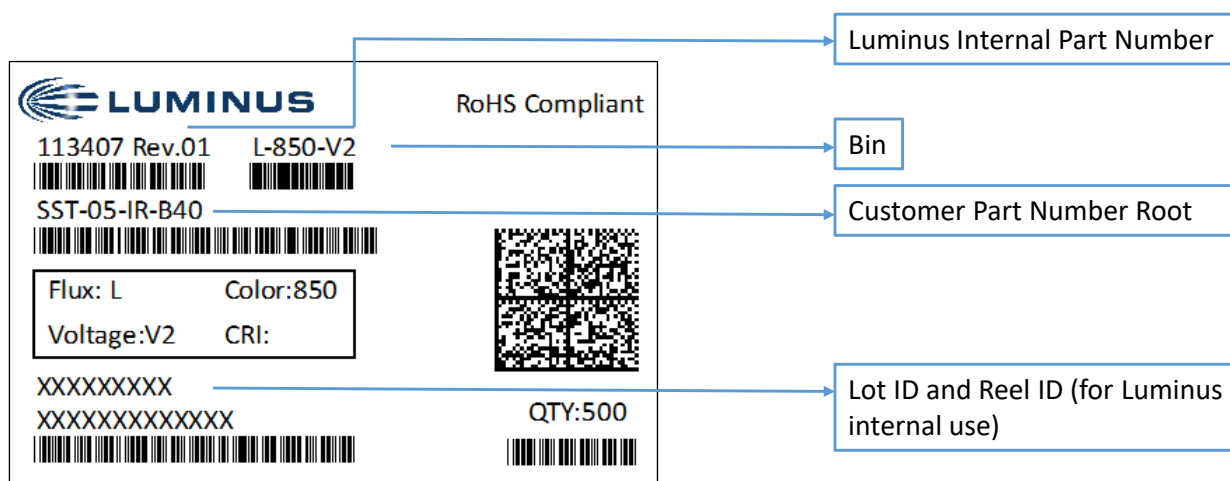 Luminus Internal Part Number
LUMINUS
RoHS Compliant
113407 Rev.01
L-850-V2
Bin
SST-05-IR-B40
Customer Part Number Root
Flux: L
Color:850
Voltage:V2
CRI:
XXXXXXXXX
XXXXXXXXXXXXX
QTY:500
Lot ID and Reel ID (for Luminus
internal use)